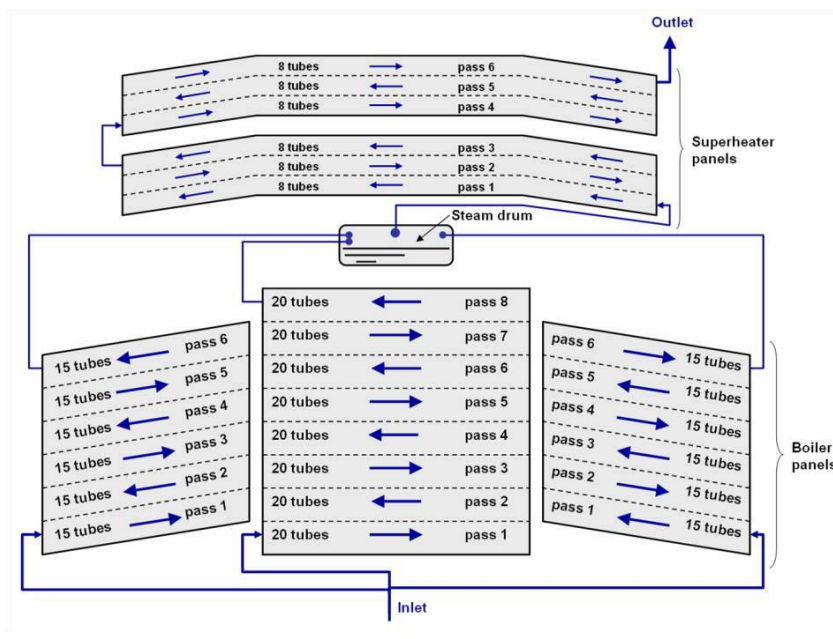 Outlet
8 tubes pass 6
8 tubes pass 5
8 tubes pass 4
Superheater
panels
8 tubes pass 3
8 tubes pass 2
8 tubes pass 1
Steam drum
15 tubes pass 6
15 tubes pass 5
15 tubes pass 4
15 tubes pass 3
15 tubes pass 2
15 tubes pass 1
20 tubes pass 8
20 tubes pass 7
20 tubes pass 6
20 tubes pass 5
20 tubes pass 4
20 tubes pass 3
20 tubes pass 2
20 tubes pass 1
pass 6 15 tubes
pass 5 15 tubes
pass 4 15 tubes
pass 3 15 tubes
pass 2 15 tubes
pass 1 15 tubes
Boiler
panels
Inlet